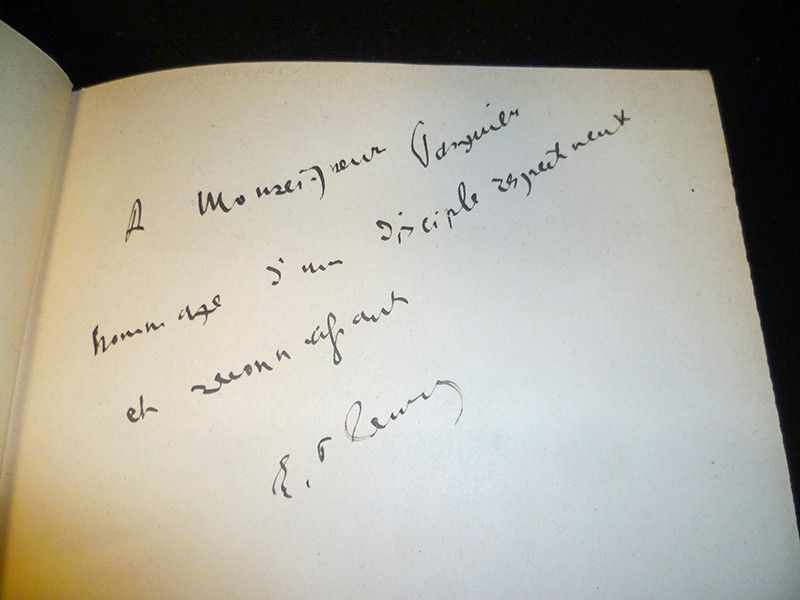 A Monseigneur Pasquier
hommage d'un disciple respectueux
et reconnaissant
E.